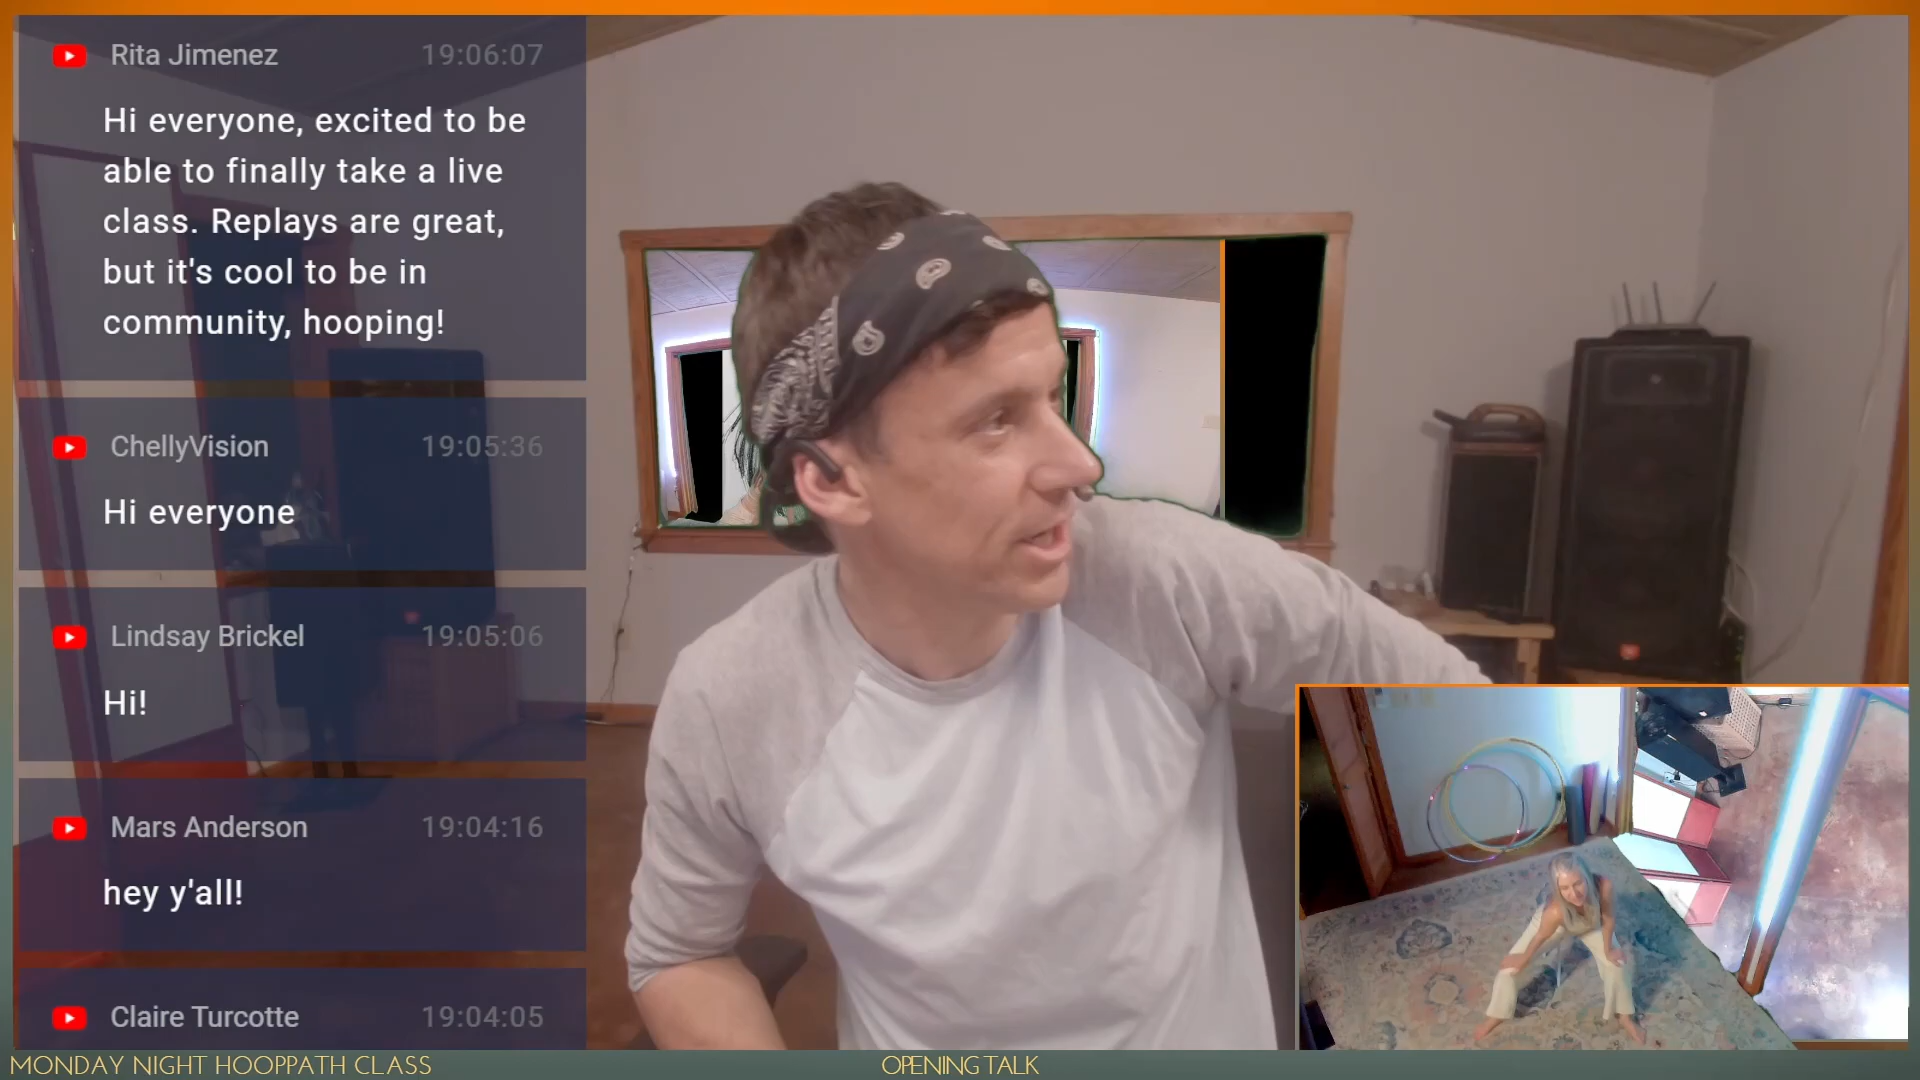 Rita Jimenez 19:06:07
Hi everyone, excited to be
able to finally take a live
class. Replays are great,
but it's cool to be in
community, hooping!
ChellyVision 19:05:36
Hi everyone
Lindsay Brickel 19:05:06
Hi!
Mars Anderson 19:04:16
hey y'all!
Claire Turcotte 19:04:05
MONDAY NIGHT HOOPPATH CLASS
OPENING TALK